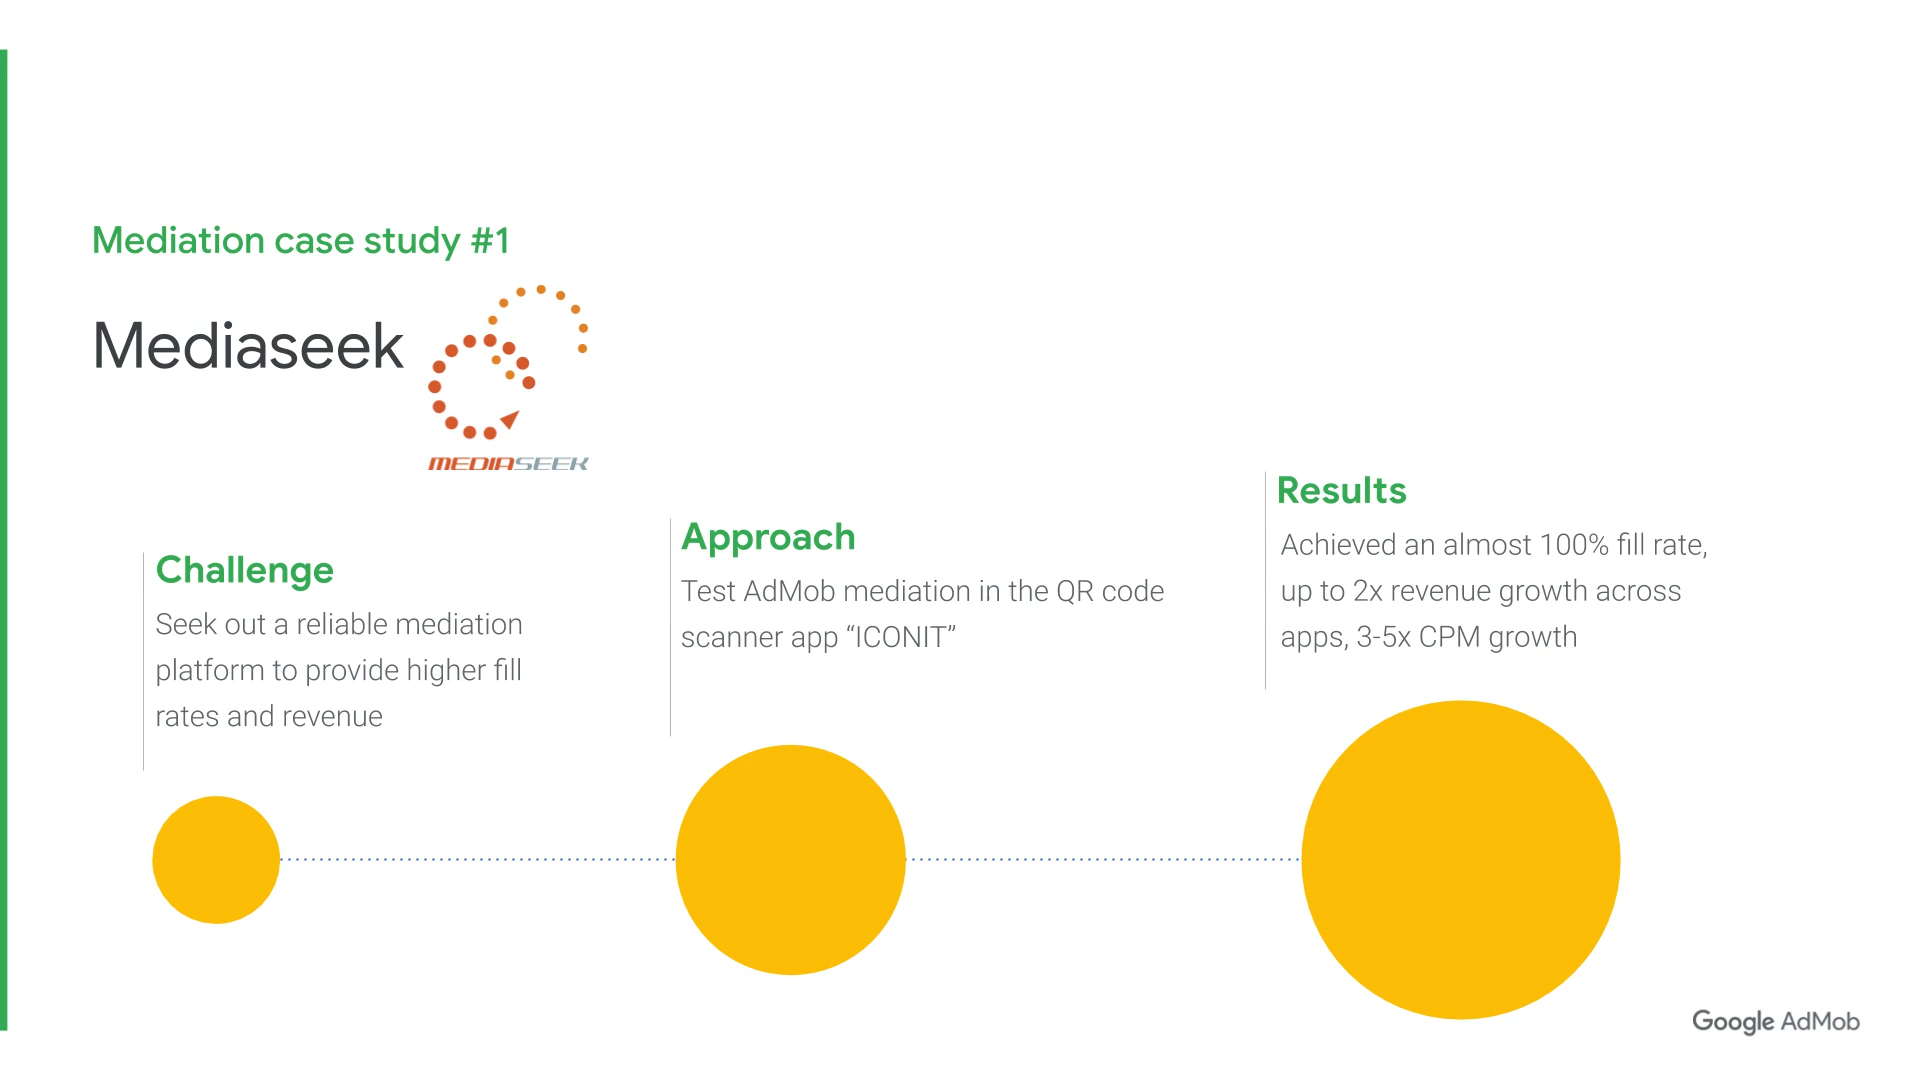 Mediation case study #1
Mediaseek
MEDIASEEK
Challenge
Seek out a reliable mediation
platform to provide higher fill
rates and revenue
Approach
Test AdMob mediation in the QR code
scanner app “ICONIT”
Results
Achieved an almost 100% fill rate,
up to 2x revenue growth across
apps, 3-5x CPM growth
Google AdMob